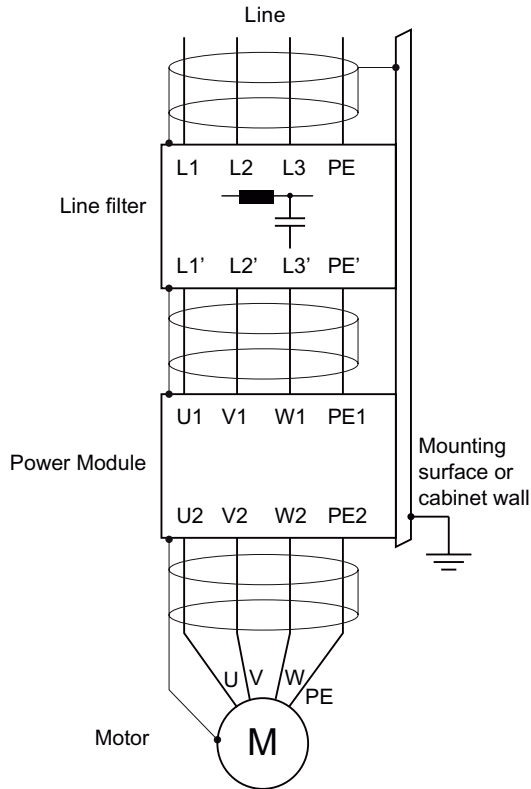 Line
L1 L2 L3 PE
Line filter
L1’ L2’ L3’ PE’
U1 V1 W1 PE1
Power Module
Mounting
surface or
cabinet wall
U2 V2 W2 PE2
U V W
PE
Motor
M